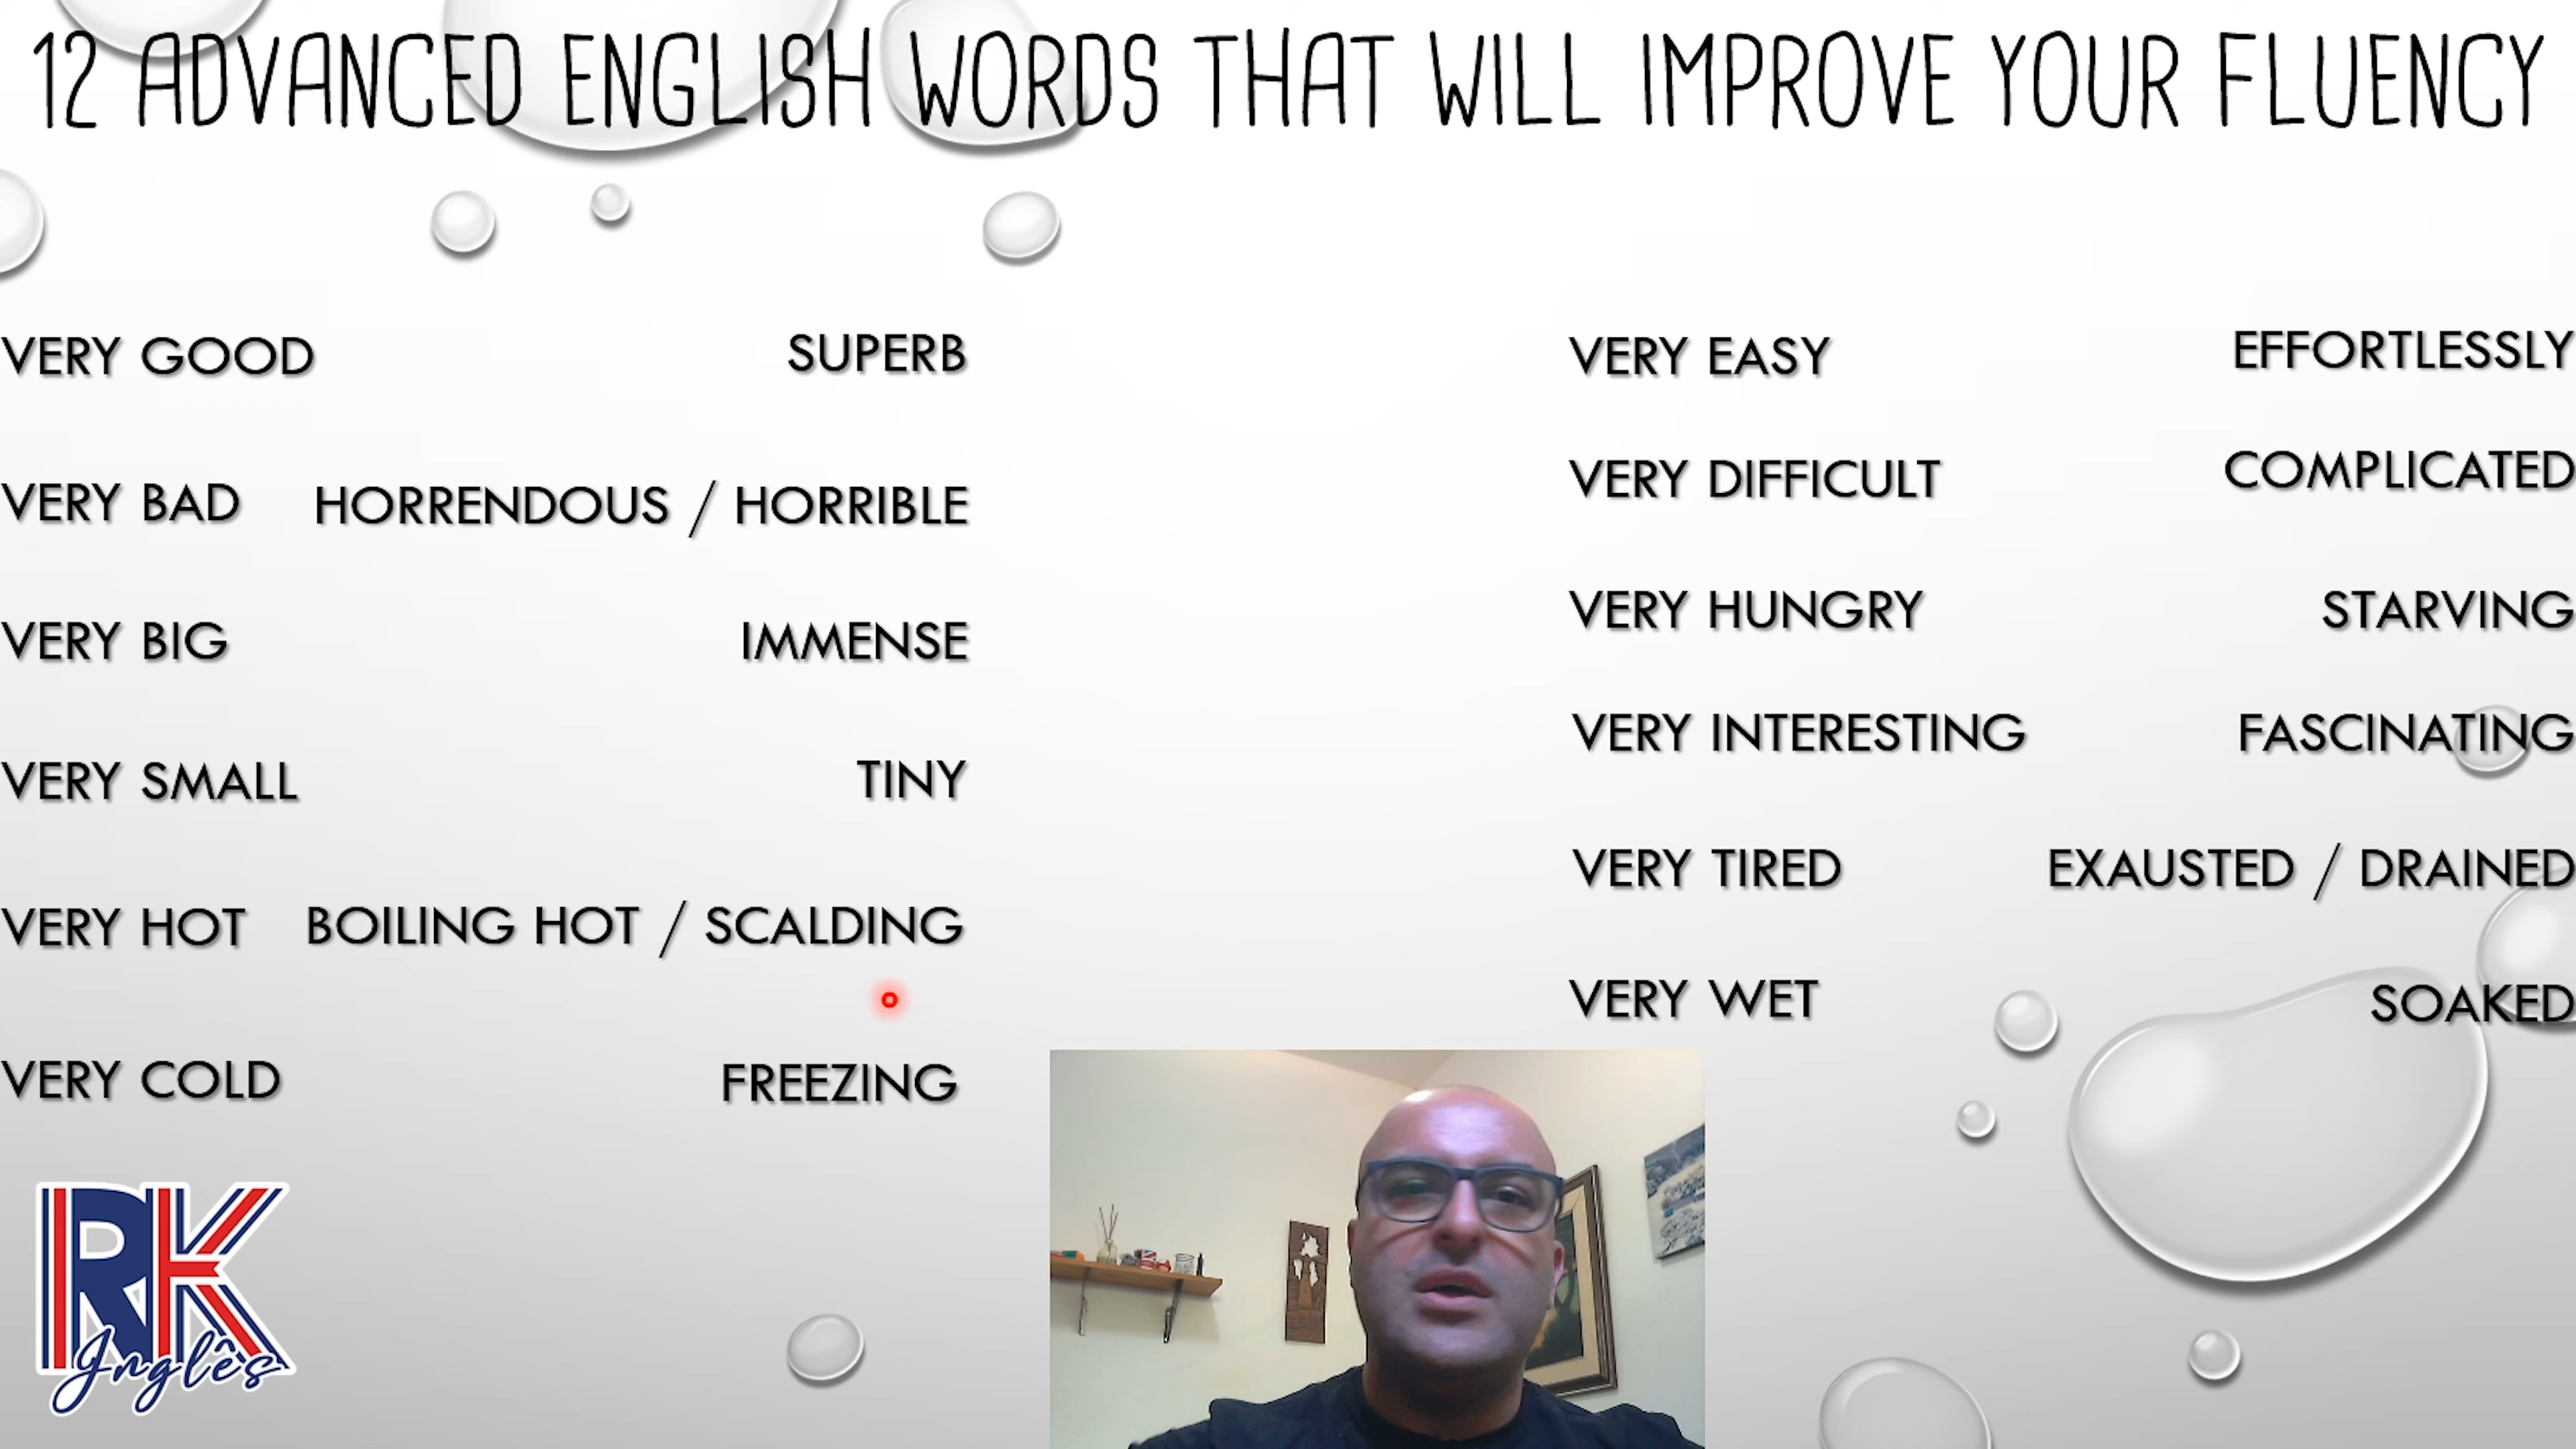 12 ADVANCED ENGLISH WORDS THAT WILL IMPROVE YOUR FLUENCY
VERY GOOD SUPERB
VERY BAD HORRENDOUS / HORRIBLE
VERY BIG IMMENSE
VERY SMALL TINY
VERY HOT BOILING HOT / SCALDING
VERY COLD FREEZING
VERY EASY EFFORTLESSLY
VERY DIFFICULT COMPLICATED
VERY HUNGRY STARVING
VERY INTERESTING FASCINATING
VERY TIRED EXAUSTED / DRAINED
VERY WET SOAKED
RK
Inglês